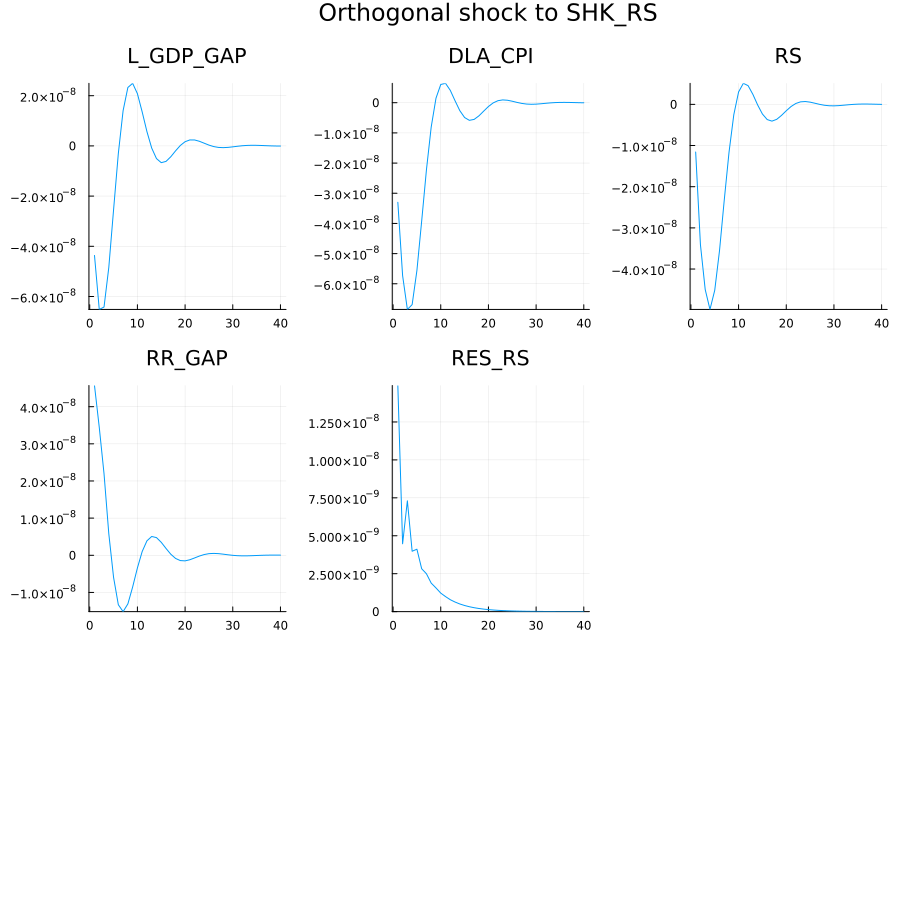 Orthogonal shock to SHK_RS
L_GDP_GAP
2.0×10⁻⁸
0
−2.0×10⁻⁸
−4.0×10⁻⁸
−6.0×10⁻⁸
0 10 20 30 40
DLA_CPI
0
−1.0×10⁻⁸
−2.0×10⁻⁸
−3.0×10⁻⁸
−4.0×10⁻⁸
−5.0×10⁻⁸
−6.0×10⁻⁸
0 10 20 30 40
RS
0
−1.0×10⁻⁸
−2.0×10⁻⁸
−3.0×10⁻⁸
−4.0×10⁻⁸
0 10 20 30 40
RR_GAP
4.0×10⁻⁸
3.0×10⁻⁸
2.0×10⁻⁸
1.0×10⁻⁸
0
−1.0×10⁻⁸
0 10 20 30 40
RES_RS
1.250×10⁻⁸
1.000×10⁻⁸
7.500×10⁻⁹
5.000×10⁻⁹
2.500×10⁻⁹
0
0 10 20 30 40